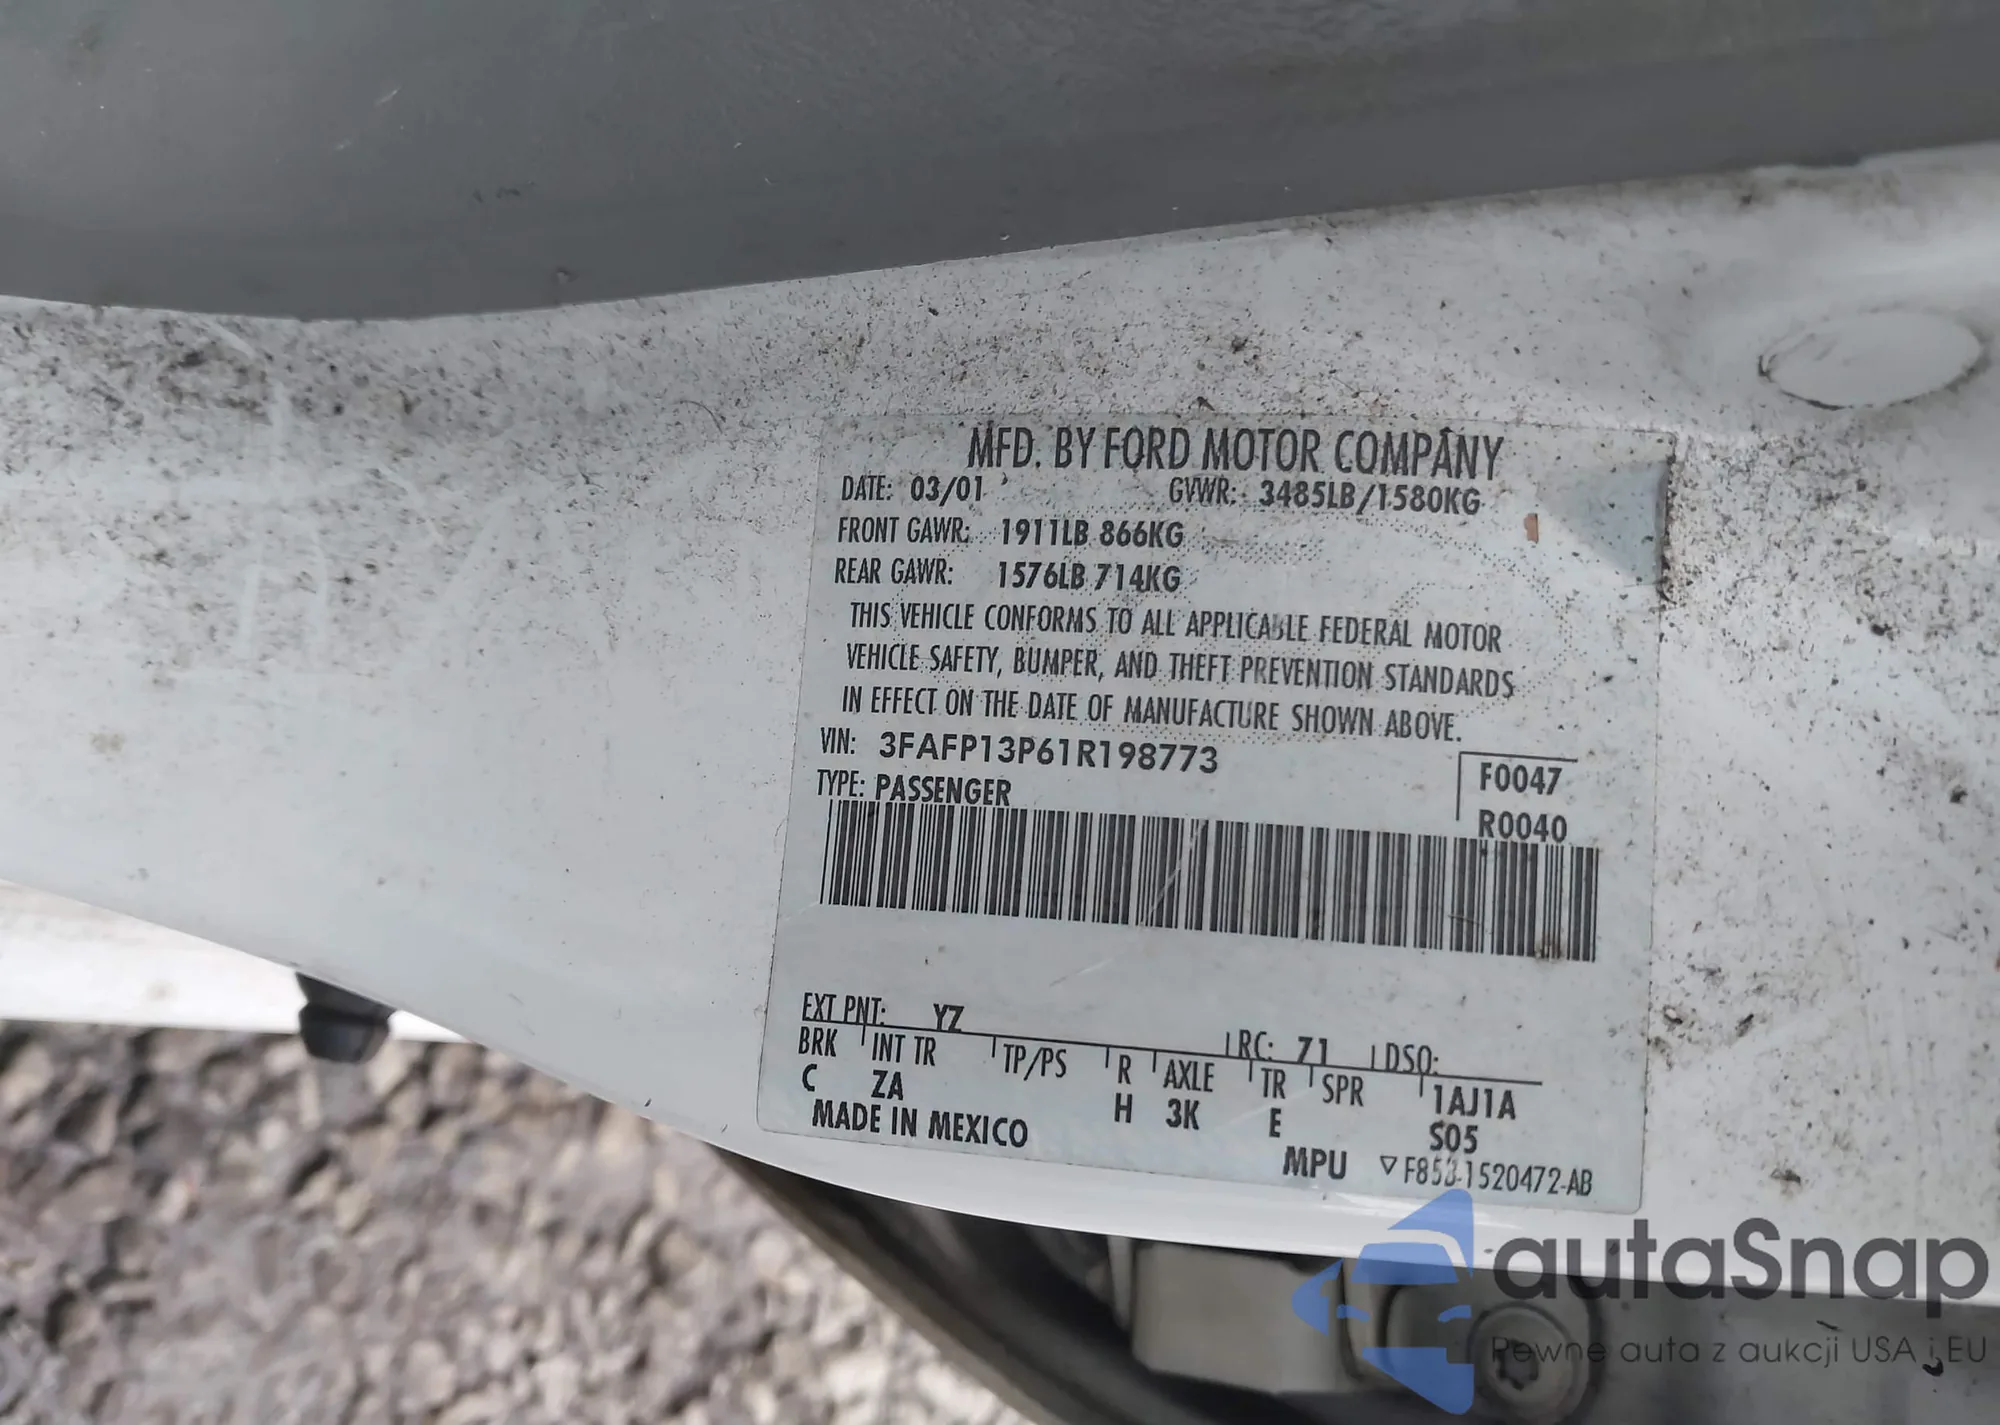 MFD. BY FORD MOTOR COMPANY
DATE: 03/01 GVWR: 3485LB/1580KG
FRONT GAWR: 1911LB 866KG
REAR GAWR: 1576LB 714KG
THIS VEHICLE CONFORMS TO ALL APPLICABLE FEDERAL MOTOR
VEHICLE SAFETY, BUMPER, AND THEFT PREVENTION STANDARDS
IN EFFECT ON THE DATE OF MANUFACTURE SHOWN ABOVE.
VIN: 3FAFP13P61R198773
TYPE: PASSENGER
F0047
R0040
EXT PNT: YZ RC: 71 DSO:
BRK INT TR TP/PS R AXLE TR SPR 1AJ1A
C ZA H 3K E S05
MADE IN MEXICO
MPU ▽
autaSnap
Pewne auta z aukcji USA i EU